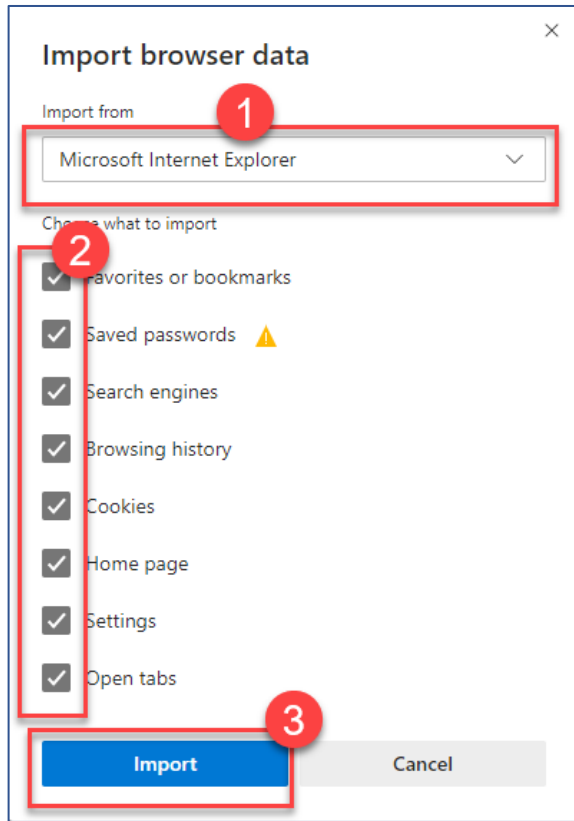 Import browser data
Import from
1
Microsoft Internet Explorer
Choose what to import
2
Favorites or bookmarks
Saved passwords
Search engines
Browsing history
Cookies
Home page
Settings
Open tabs
3
Import
Cancel